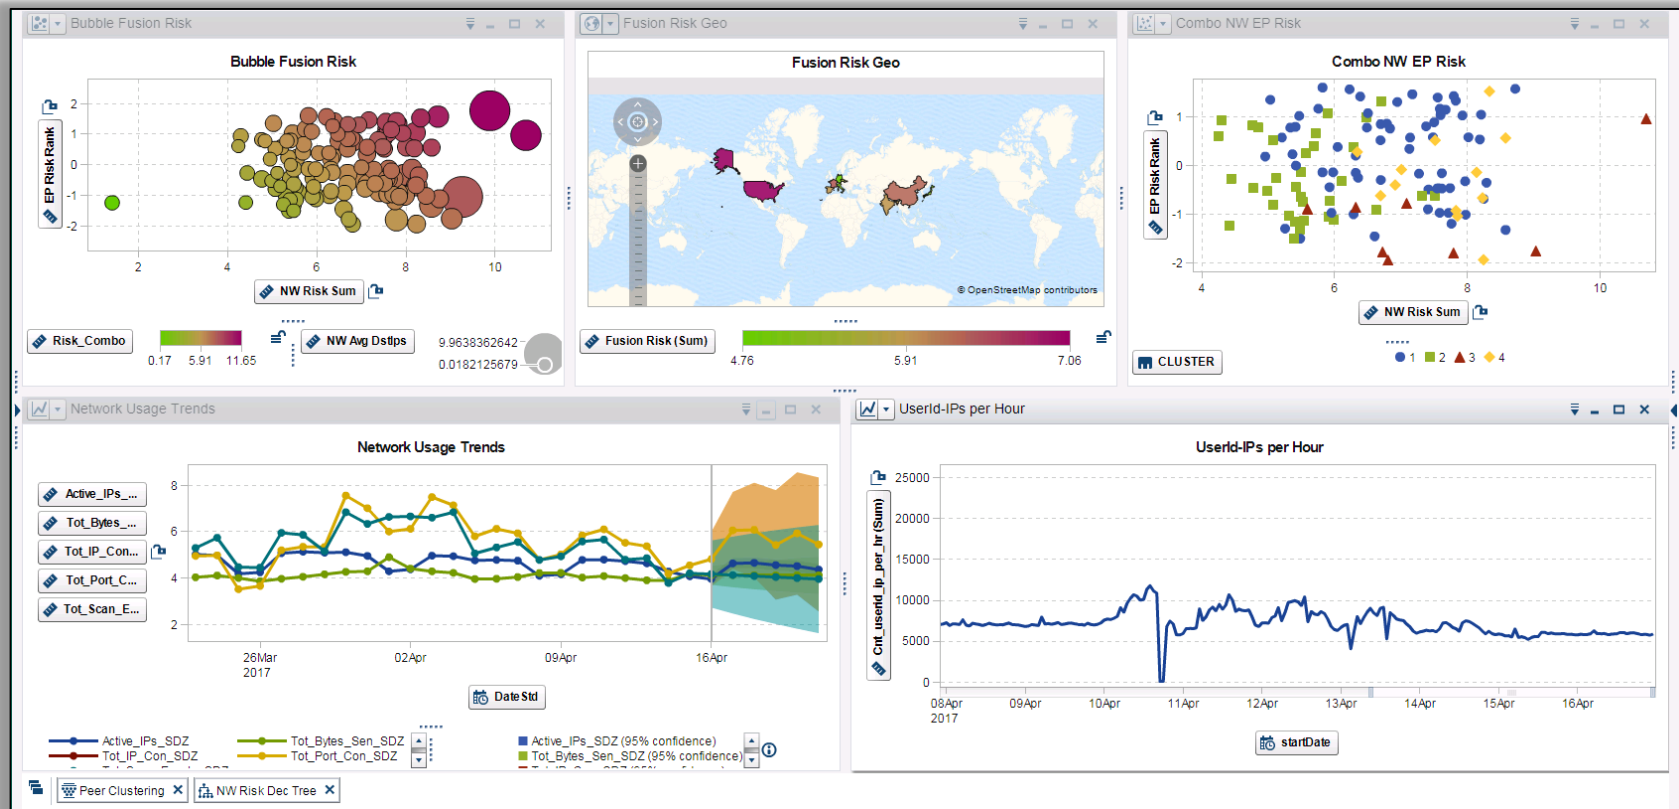 Bubble Fusion Risk
Bubble Fusion Risk
EP Risk Rank
2
1
0
-1
-2
2
4
6
8
10
NW Risk Sum
Risk_Combo
0.17
5.91
11.65
NW Avg DstIps
9.9638362642
0.0182125679
Fusion Risk Geo
Fusion Risk Geo
© OpenStreetMap contributors
Fusion Risk (Sum)
4.76
5.91
7.06
Combo NW EP Risk
Combo NW EP Risk
EP Risk Rank
1
0
-1
-2
4
6
8
10
NW Risk Sum
1
2
3
4
CLUSTER
Network Usage Trends
Network Usage Trends
Active_IPs_...
Tot_Bytes_...
Tot_IP_Con...
Tot_Port_C...
Tot_Scan_E...
8
6
4
2
26Mar
2017
02Apr
09Apr
16Apr
DateStd
Active_IPs_SDZ
Tot_Bytes_Sen_SDZ
Tot_IP_Con_SDZ
Tot_Port_Con_SDZ
Active_IPs_SDZ (95% confidence)
Tot_Bytes_Sen_SDZ (95% confidence)
UserId-IPs per Hour
UserId-IPs per Hour
Cnt_userid_ip_per_hr(Sum)
25000
20000
15000
10000
5000
0
08Apr
2017
09Apr
10Apr
11Apr
12Apr
13Apr
14Apr
15Apr
16Apr
startDate
Peer Clustering
NW Risk Dec Tree